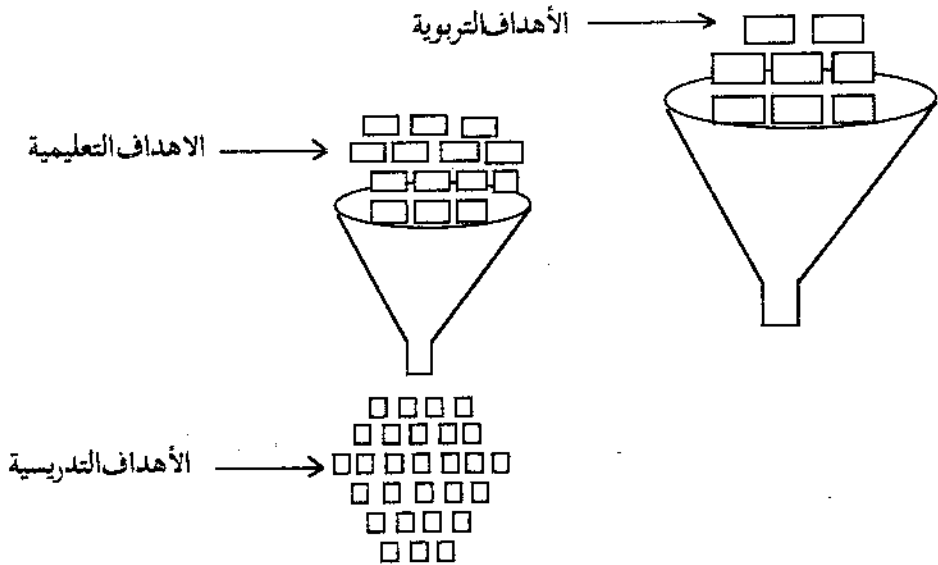 الأهداف التربوية
الاهداف التعليمية
الأهداف التدريسية